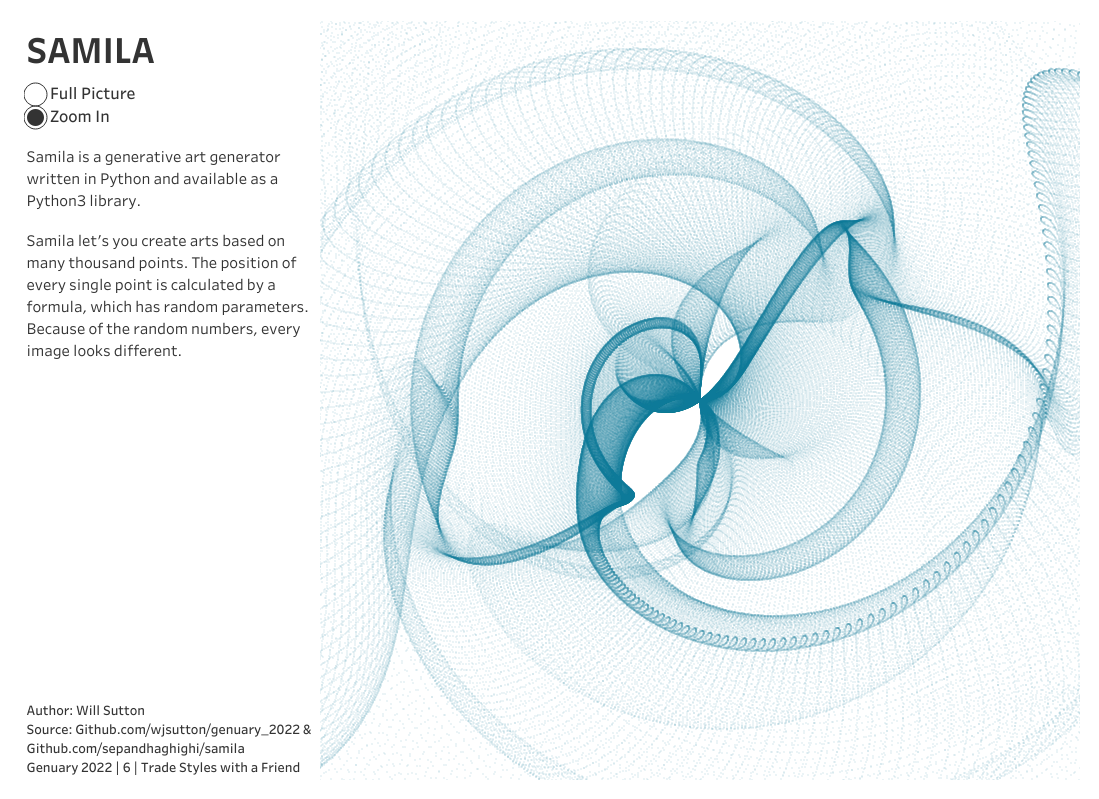 SAMILA
Full Picture
Zoom In
Samila is a generative art generator
written in Python and available as a
Python3 library.
Samila let's you create arts based on
many thousand points. The position of
every single point is calculated by a
formula, which has random parameters.
Because of the random numbers, every
image looks different.
Author: Will Sutton
Source: Github.com/wjsutton/genuary_2022 &
Github.com/sepandhaghighi/samila
Genuary 2022 | 6 | Trade Styles with a Friend